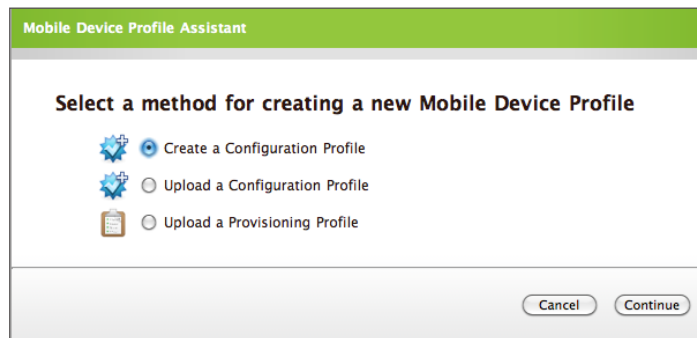 Mobile Device Profile Assistant
Select a method for creating a new Mobile Device Profile
Create a Configuration Profile
Upload a Configuration Profile
Upload a Provisioning Profile
Cancel Continue